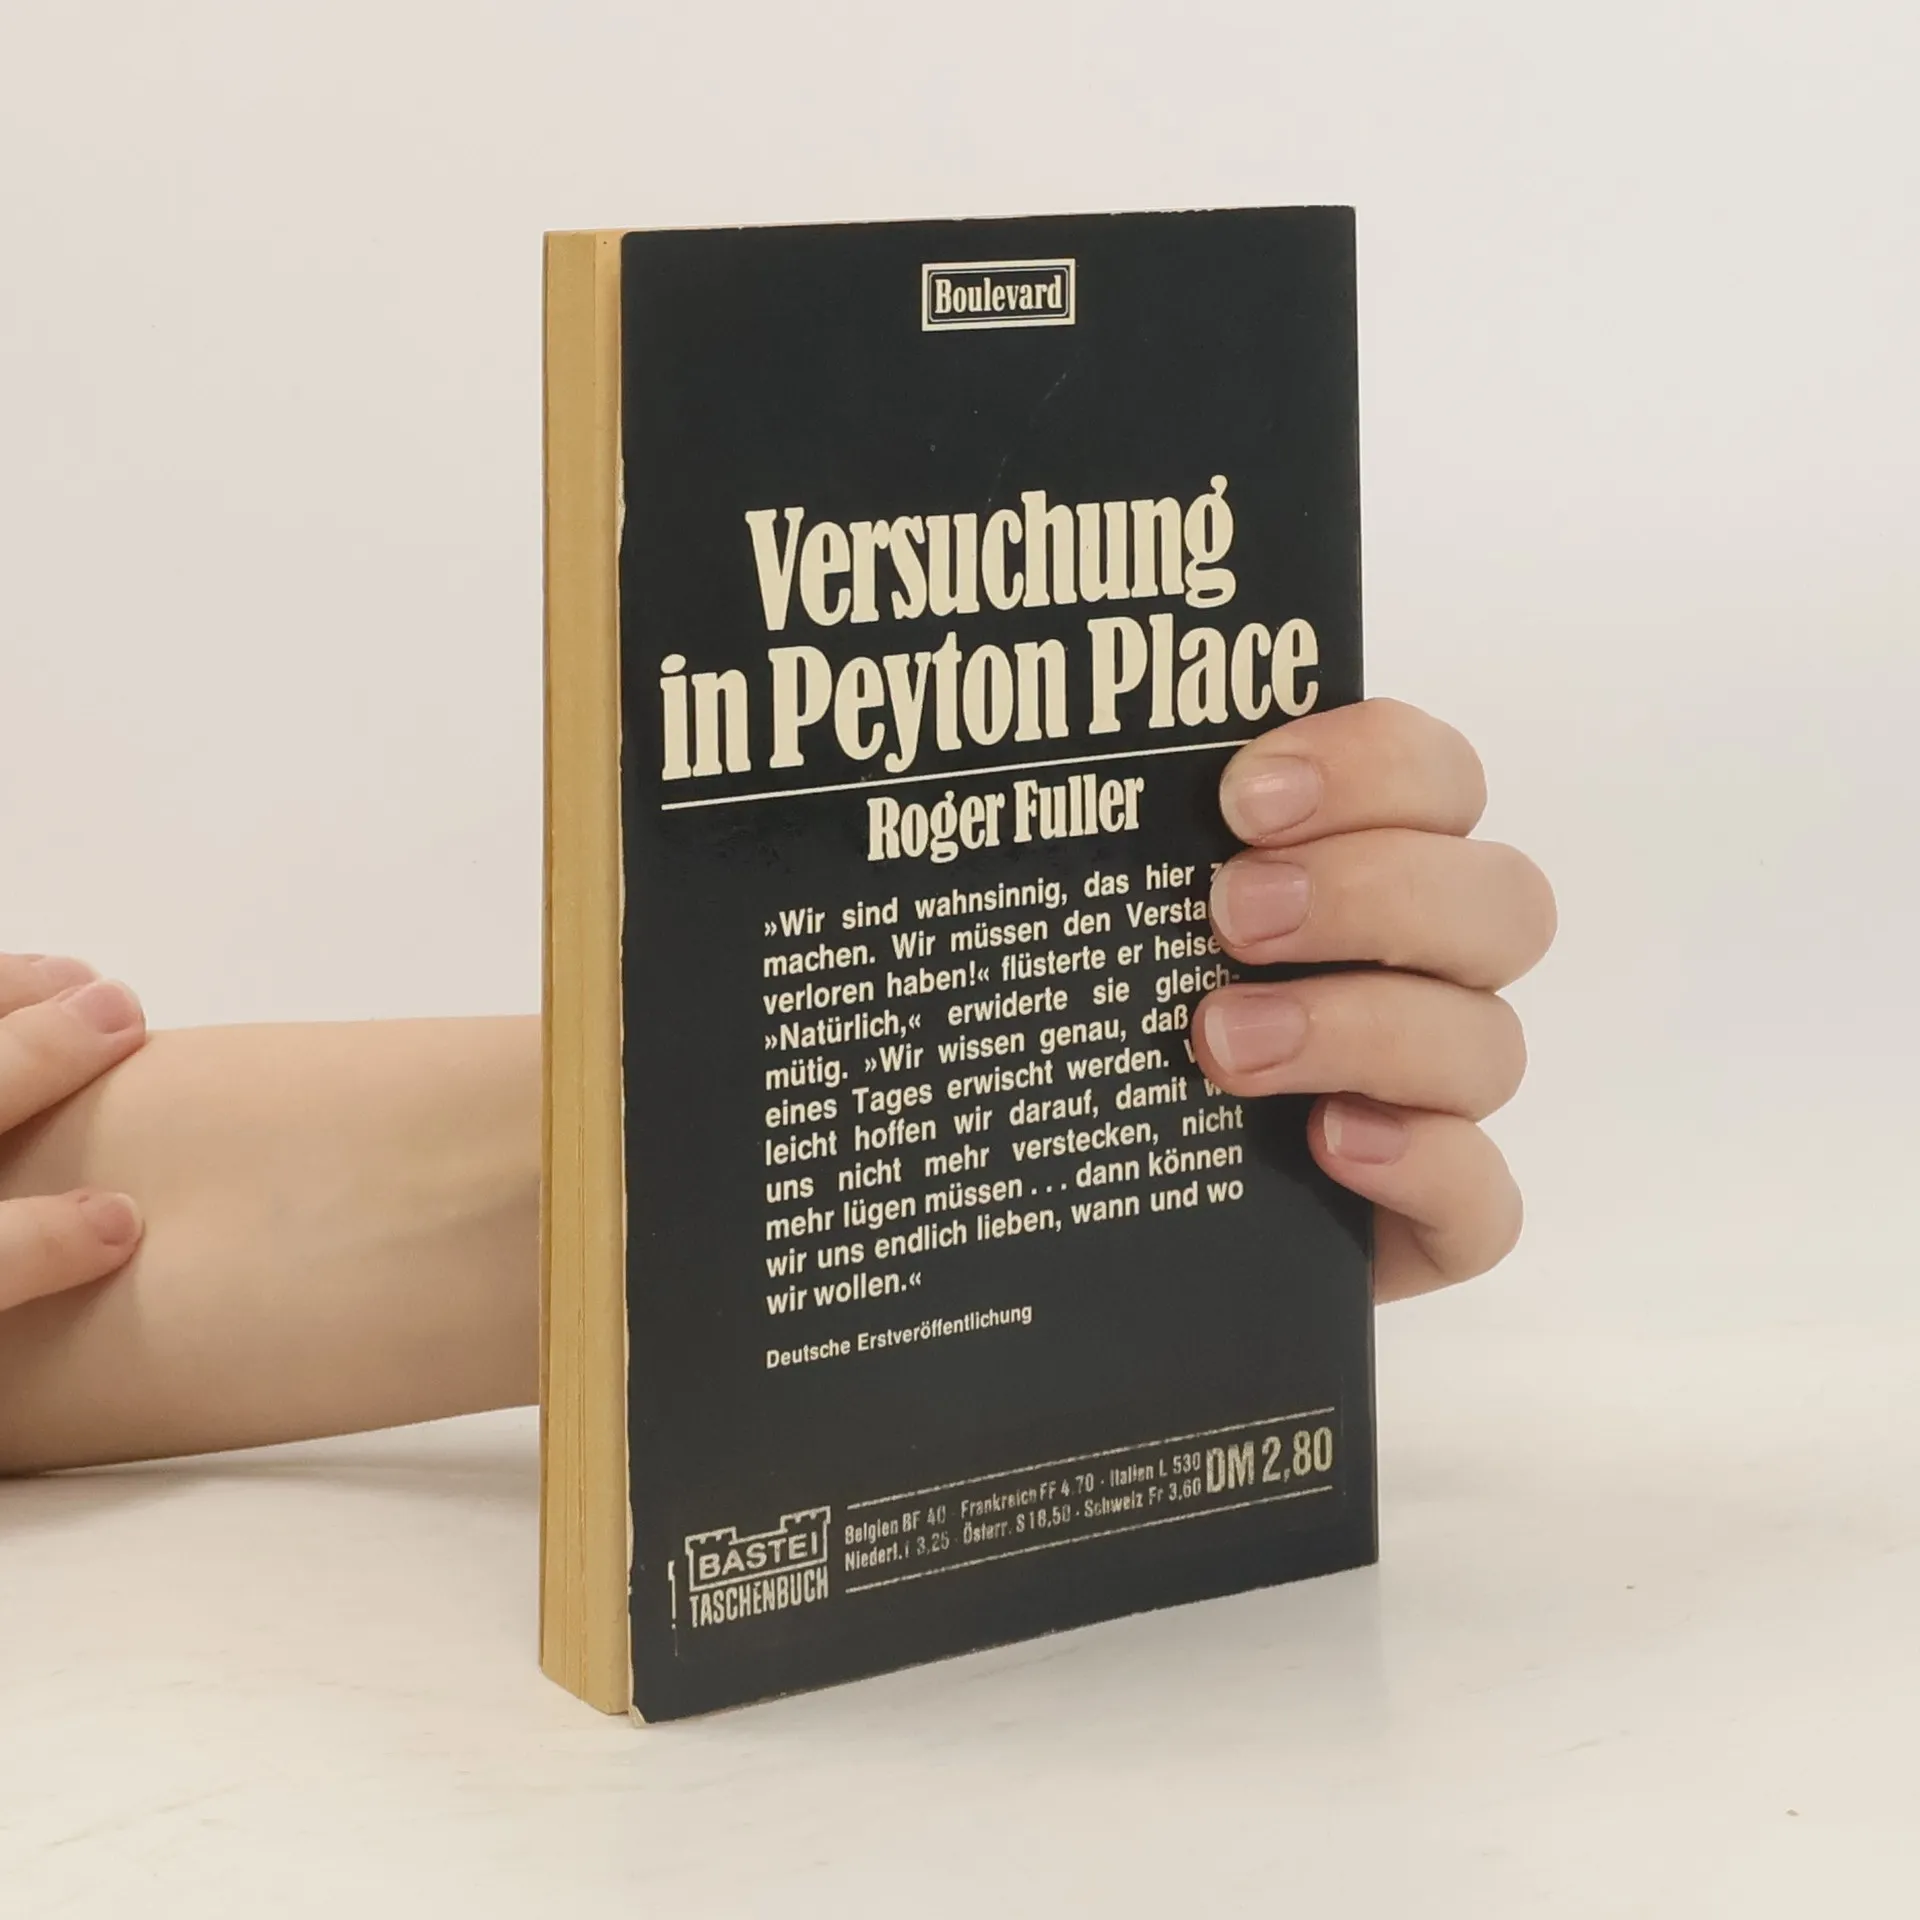 Boulevard
Versuchung
in Peyton Place
Roger Fuller
»Wir sind wahnsinnig, das hier
machen. Wir müssen den
verloren haben!« flüsterte er
»Natürlich,« erwiderte sie gleich-
mütig. »Wir wissen genau, daß
eines Tages erwischt werden.
leicht hoffen wir darauf, damit
uns nicht mehr verstecken, nicht
mehr lügen müssen... dann können
wir uns endlich lieben, wann und wo
wir wollen.«
Deutsche Erstveröffentlichung
BASTEI
TASCHENBUCH
Belgien BF 40 · Frankreich FF 4.70 · Italien L 530
Niederl. f 3,25 · Österr. S 18,50 · Schweiz Fr 3,60
DM 2,80